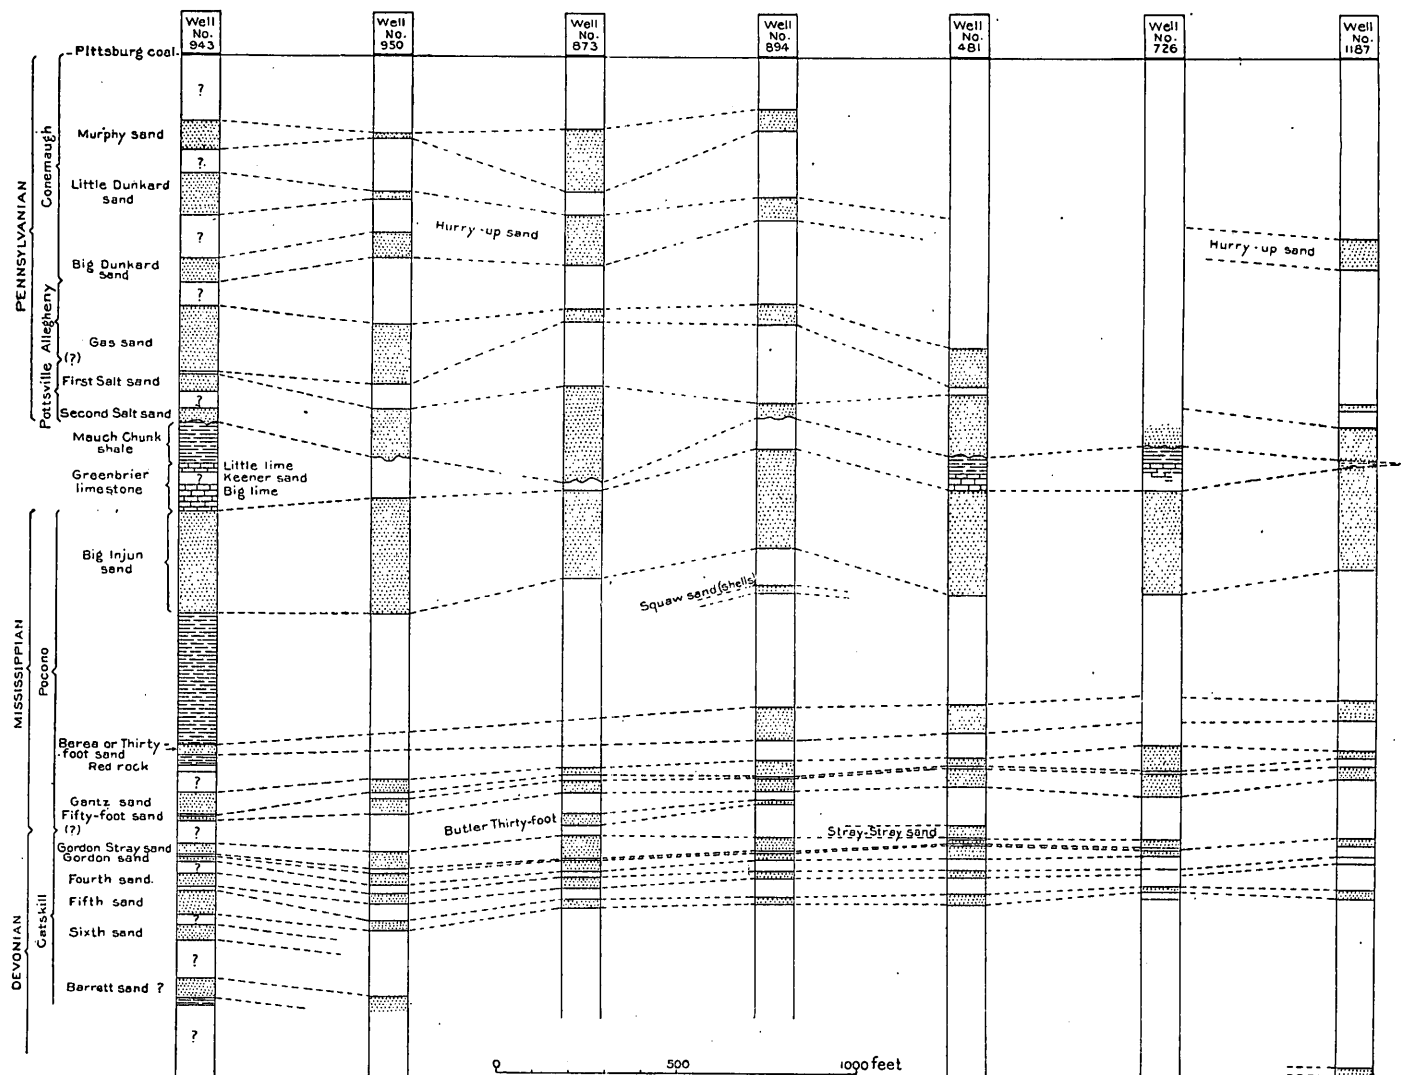 Well
No.
943
Well
No.
950
Well
No.
873
Well
No.
894
Well
No.
481
Well
No.
726
Well
No.
1187
Pittsburg coal
PENNSYLVANIAN
Conemaugh
Allegheny
Pottsville
(?)
MISSISSIPPIAN
Pocono
DEVONIAN
Catskill
(?)
?
Murphy sand
?
Little Dunkard
sand
?
Hurry-up sand
Hurry-up sand
Big Dunkard
sand
?
Gas sand
First Salt sand
?
Second Salt sand
Mauch Chunk
shale
Greenbrier
limestone
?
Little lime
Keener sand
Big lime
Big Injun
sand
Squaw sand (shells)
Berea or Thirty-
foot sand
Red rock
?
Gantz sand
Fifty-foot sand
?
Butler Thirty-foot
Stray-Stray sand
Gordon Stray sand
Gordon sand
?
Fourth sand.
Fifth sand
?
Sixth sand
?
Barrett sand ?
?
0 500 1000 feet